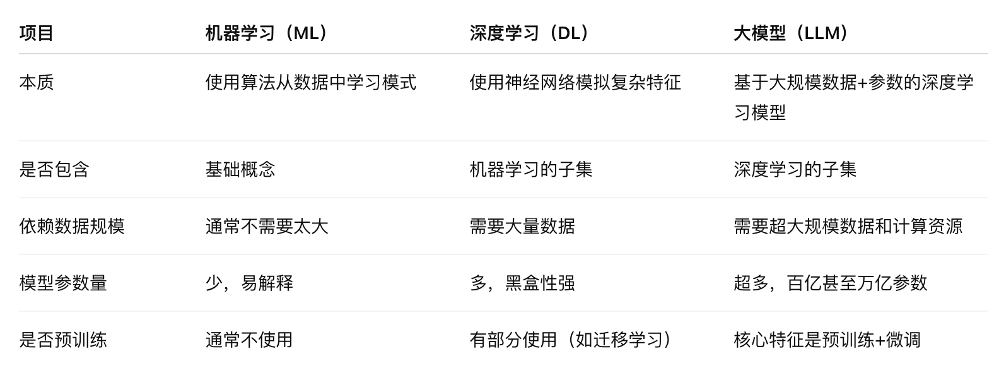 项目 机器学习（ML） 深度学习（DL） 大模型（LLM）
本质 使用算法从数据中学习模式 使用神经网络模拟复杂特征 基于大规模数据+参数的深度学
习模型
是否包含 基础概念 机器学习的子集 深度学习的子集
依赖数据规模 通常不需要太大 需要大量数据 需要超大规模数据和计算资源
模型参数量 少，易解释 多，黑盒性强 超多，百亿甚至万亿参数
是否预训练 通常不使用 有部分使用（如迁移学习） 核心特征是预训练+微调